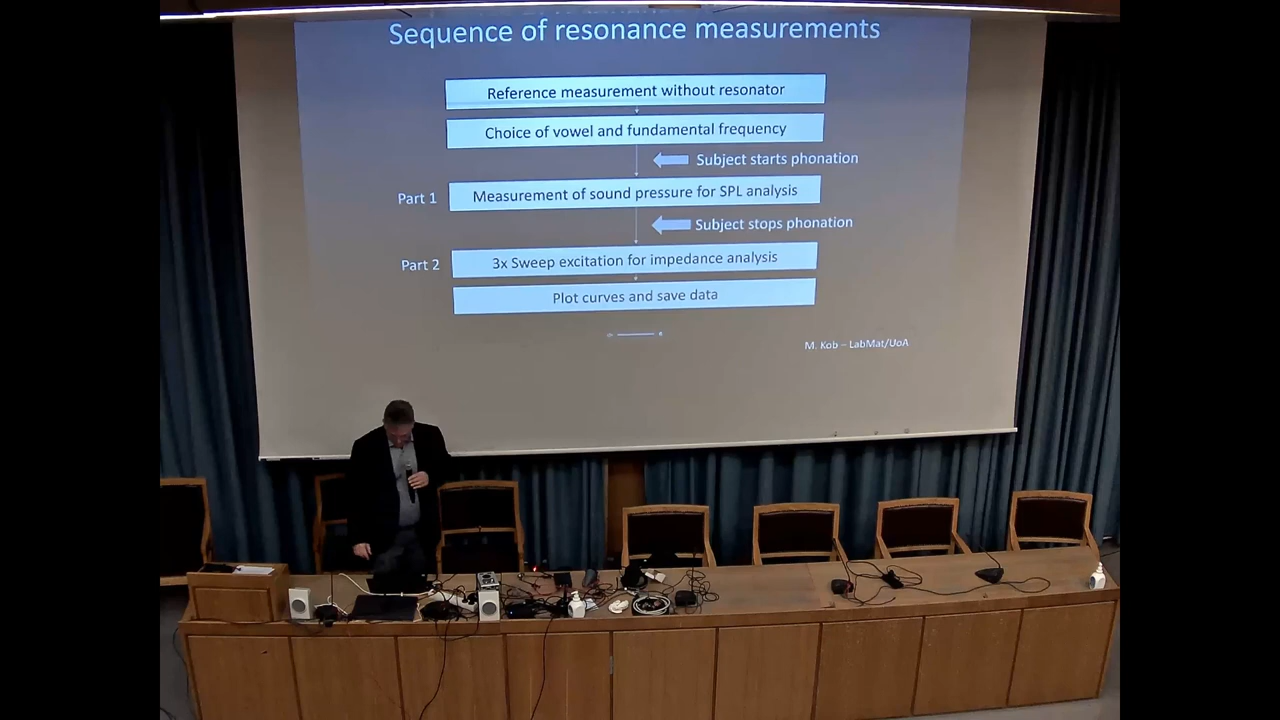 Sequence of resonance measurements
Reference measurement without resonator
Choice of vowel and fundamental frequency
Subject starts phonation
Part 1
Measurement of sound pressure for SPL analysis
Subject stops phonation
Part 2
3x Sweep excitation for impedance analysis
Plot curves and save data
M. Kob – LabMat/UoA